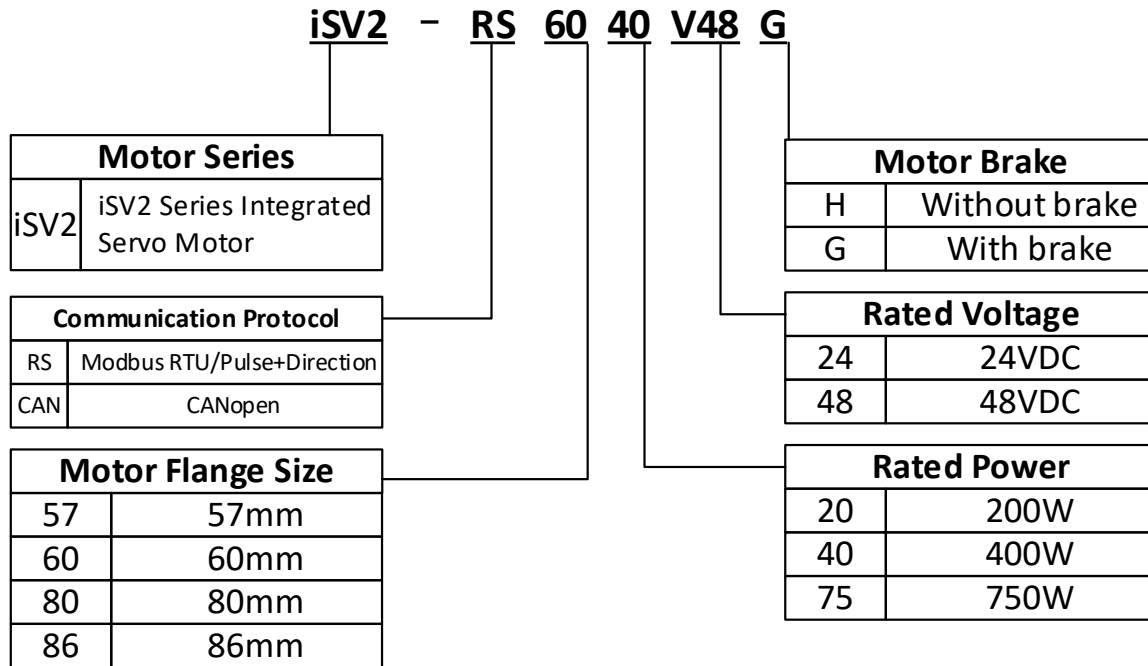 iSV2 - RS 60 40 V48 G
Motor Series
iSV2 iSV2 Series Integrated
Servo Motor
Communication Protocol
RS Modbus RTU/Pulse+Direction
CAN CANopen
Motor Flange Size
57 57mm
60 60mm
80 80mm
86 86mm
Motor Brake
H Without brake
G With brake
Rated Voltage
24 24VDC
48 48VDC
Rated Power
20 200W
40 400W
75 750W